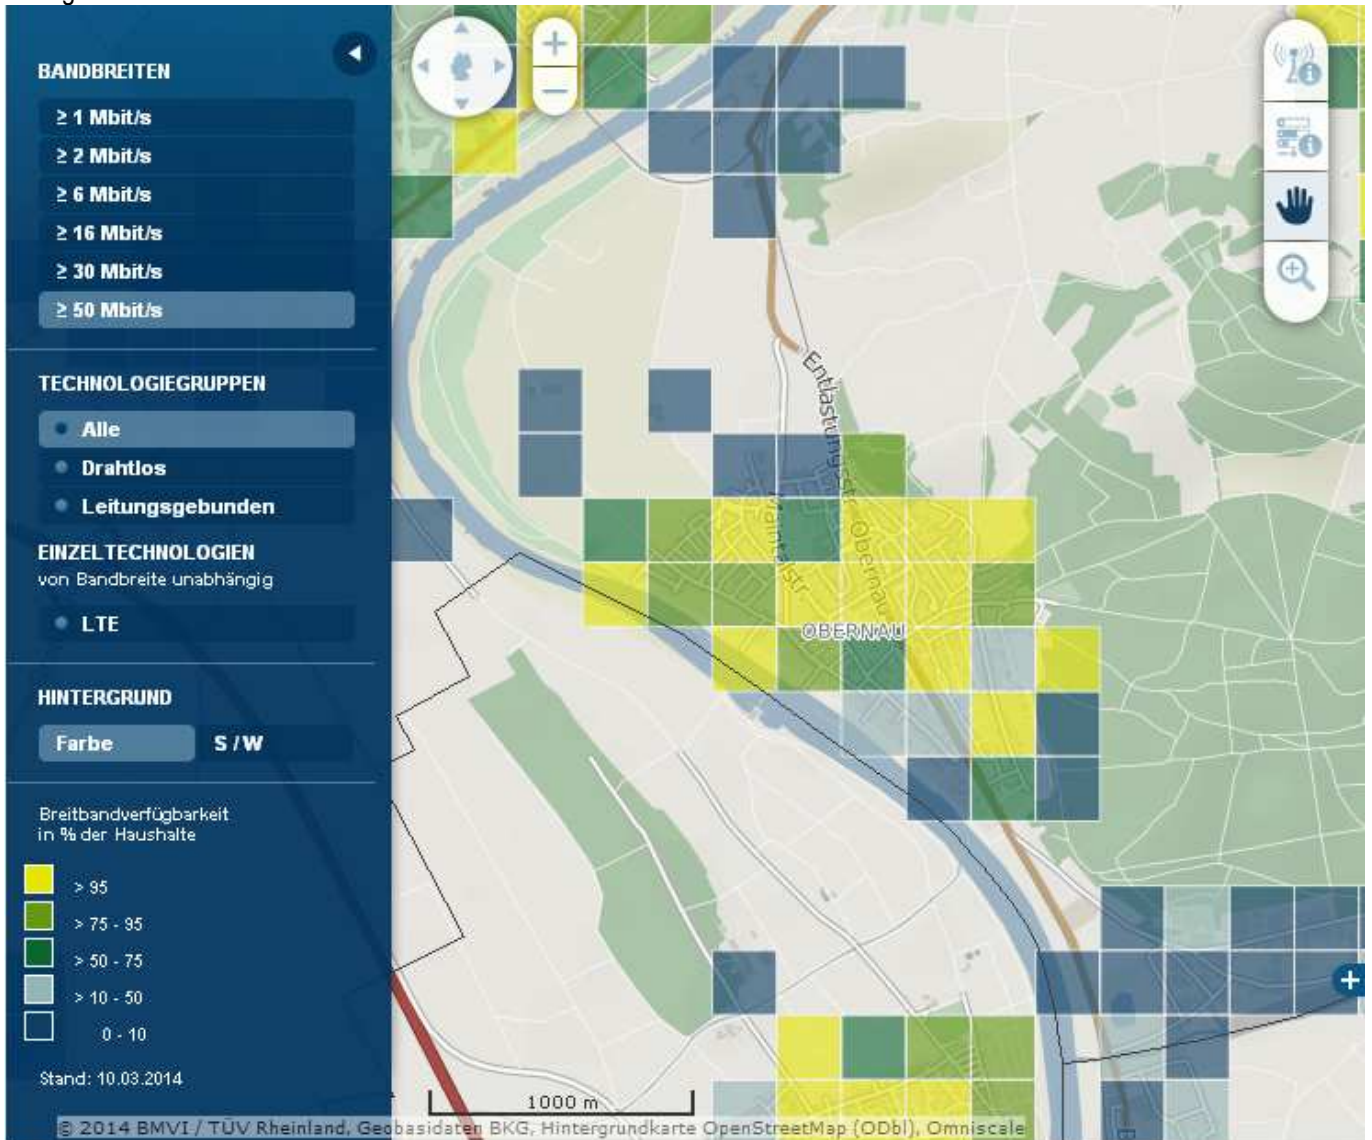 BANDBREITEN
≥ 1 Mbit/s
≥ 2 Mbit/s
≥ 6 Mbit/s
≥ 16 Mbit/s
≥ 30 Mbit/s
≥ 50 Mbit/s
TECHNOLOGIEGRUPPEN
Alle
Drahtlos
Leitungsgebunden
EINZELTECHNOLOGIEN
von Bandbreite unabhängig
LTE
HINTERGRUND
Farbe S / W
Breitbandverfügbarkeit
in % der Haushalte
> 95
> 75 - 95
> 50 - 75
> 10 - 50
0 - 10
Stand: 10.03.2014
Entlastungsstr. Obernau
Maintalstr.
OBERNAU
1000 m
© 2014 BMVI / TÜV Rheinland, Geobasidaten BKG, Hintergrundkarte OpenStreetMap (ODbl), Omniscale